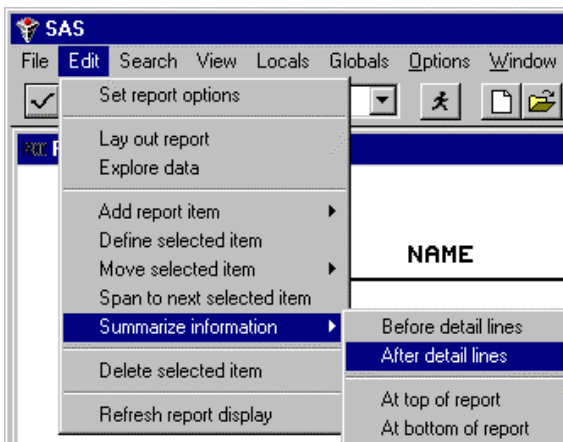 SAS
File Edit Search View Locals Globals Options Window
Set report options
Lay out report
Explore data
Add report item
Define selected item
Move selected item
Span to next selected item
Summarize information
Delete selected item
Refresh report display
NAME
Before detail lines
After detail lines
At top of report
At bottom of report